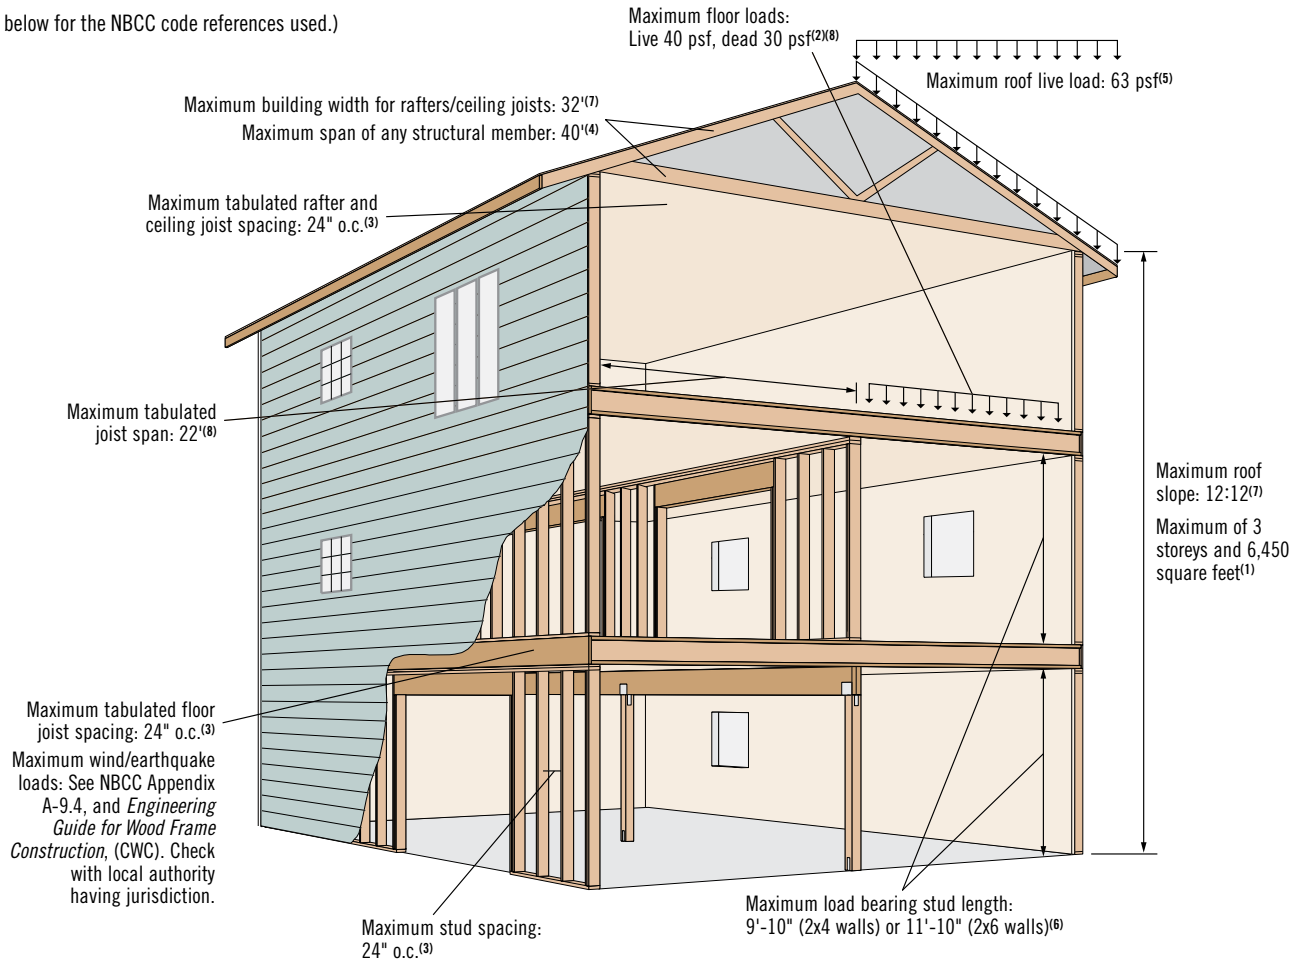 below for the NBCC code references used.)
Maximum floor loads:
Live 40 psf, dead 30 psf(2)(8)
Maximum roof live load: 63 psf(5)
Maximum building width for rafters/ceiling joists: 32'(7)
Maximum span of any structural member: 40'(4)
Maximum tabulated rafter and
ceiling joist spacing: 24" o.c.(3)
Maximum tabulated
joist span: 22'(8)
Maximum roof
slope: 12:12(7)
Maximum of 3
storeys and 6,450
square feet(1)
Maximum tabulated floor
joist spacing: 24" o.c.(3)
Maximum wind/earthquake
loads: See NBCC Appendix
A-9.4, and Engineering
Guide for Wood Frame
Construction, (CWC). Check
with local authority
having jurisdiction.
Maximum stud spacing:
24" o.c.(3)
Maximum load bearing stud length:
9'-10" (2x4 walls) or 11'-10" (2x6 walls)(6)